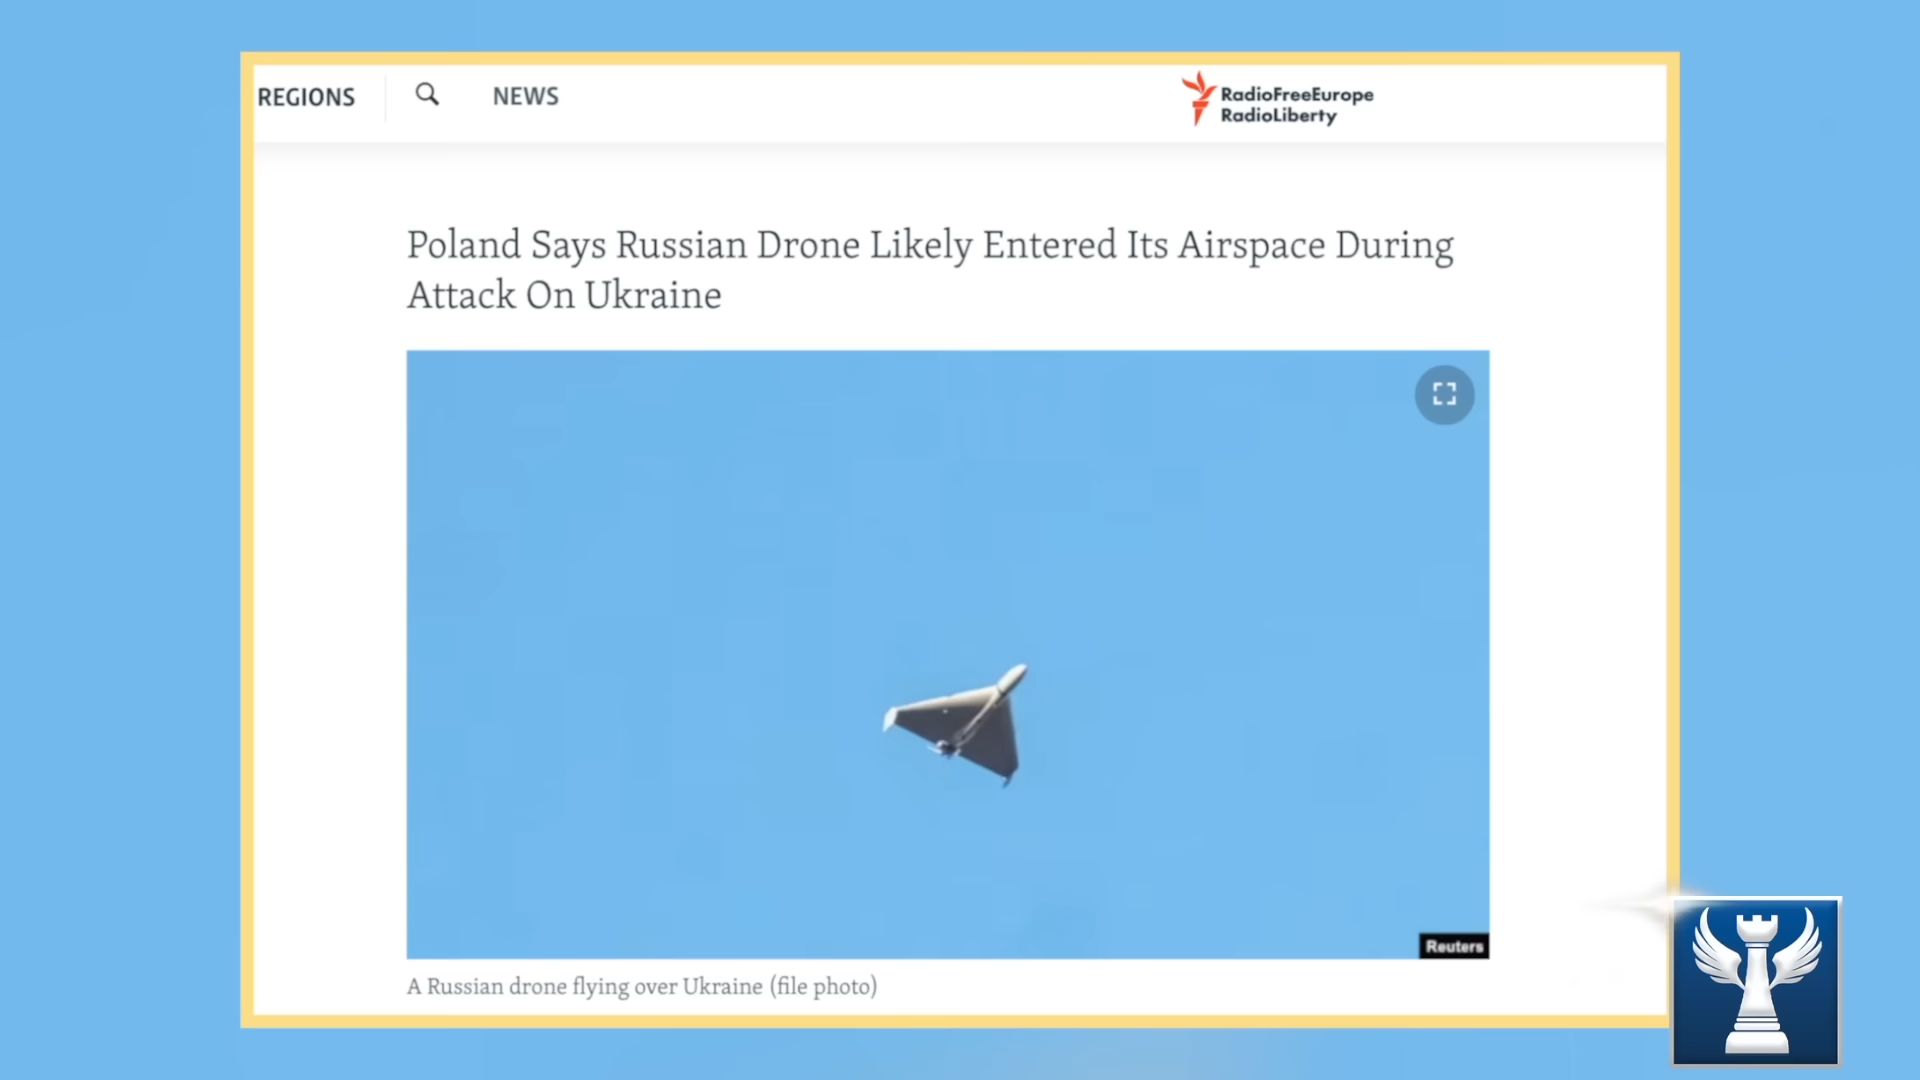 REGIONS
NEWS
RadioFreeEurope
RadioLiberty
Poland Says Russian Drone Likely Entered Its Airspace During
Attack On Ukraine
Reuters
A Russian drone flying over Ukraine (file photo)